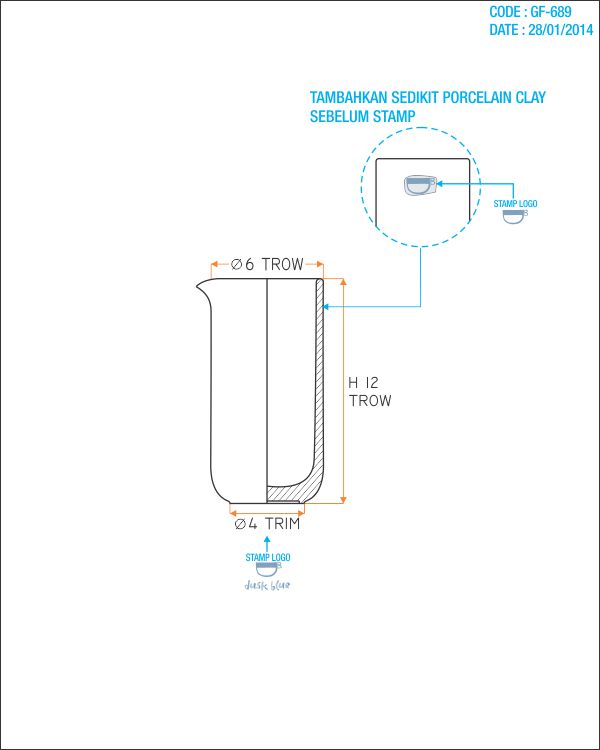 CODE : GF-689
DATE : 28/01/2014
TAMBAHKAN SEDIKIT PORCELAIN CLAY
SEBELUM STAMP
STAMP LOGO
B
Ø6 TROW
H 12
TROW
Ø4 TRIM
STAMP LOGO
B
dusk blue